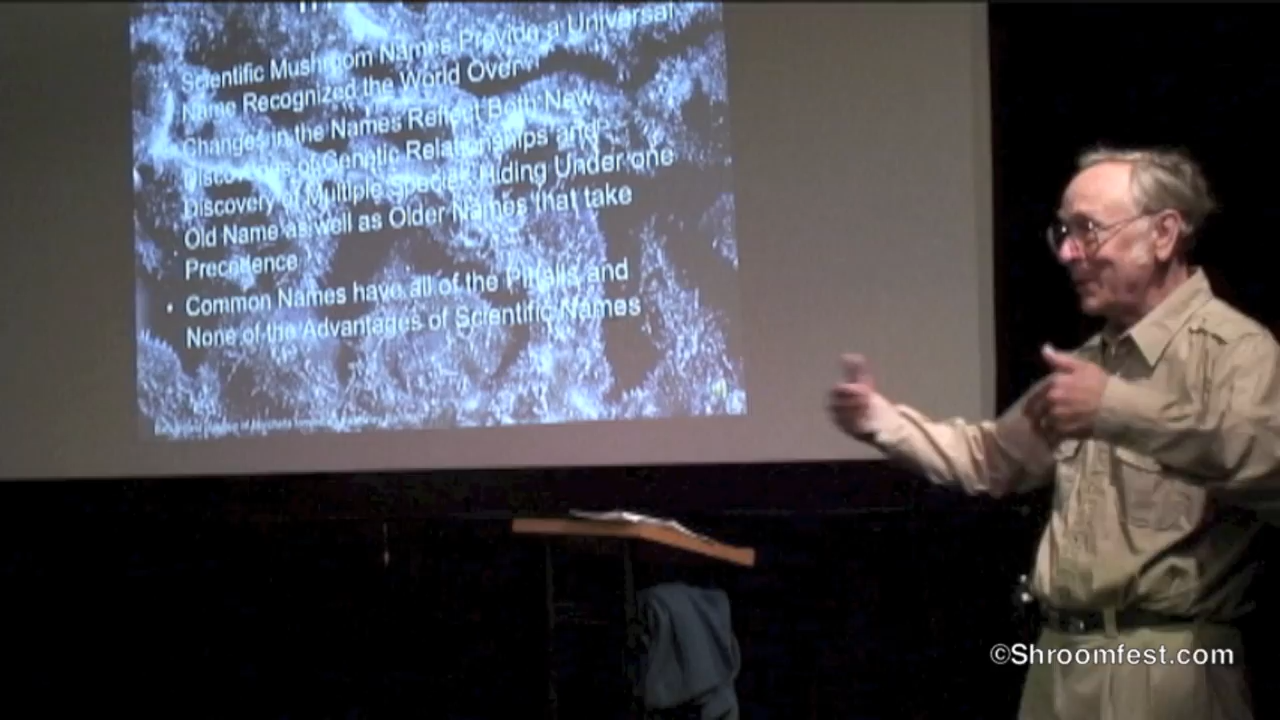 Scientific Mushroom Names Provide a Universal
Name Recognized the World Over
Changes in the Names Reflect Both New
Discoveries of Genetic Relationships and
Discovery of Multiple Species Hiding Under one
Old Name as well as Older Names that take
Precedence
• Common Names have all of the Pitfalls and
None of the Advantages of Scientific Names
©Shroomfest.com